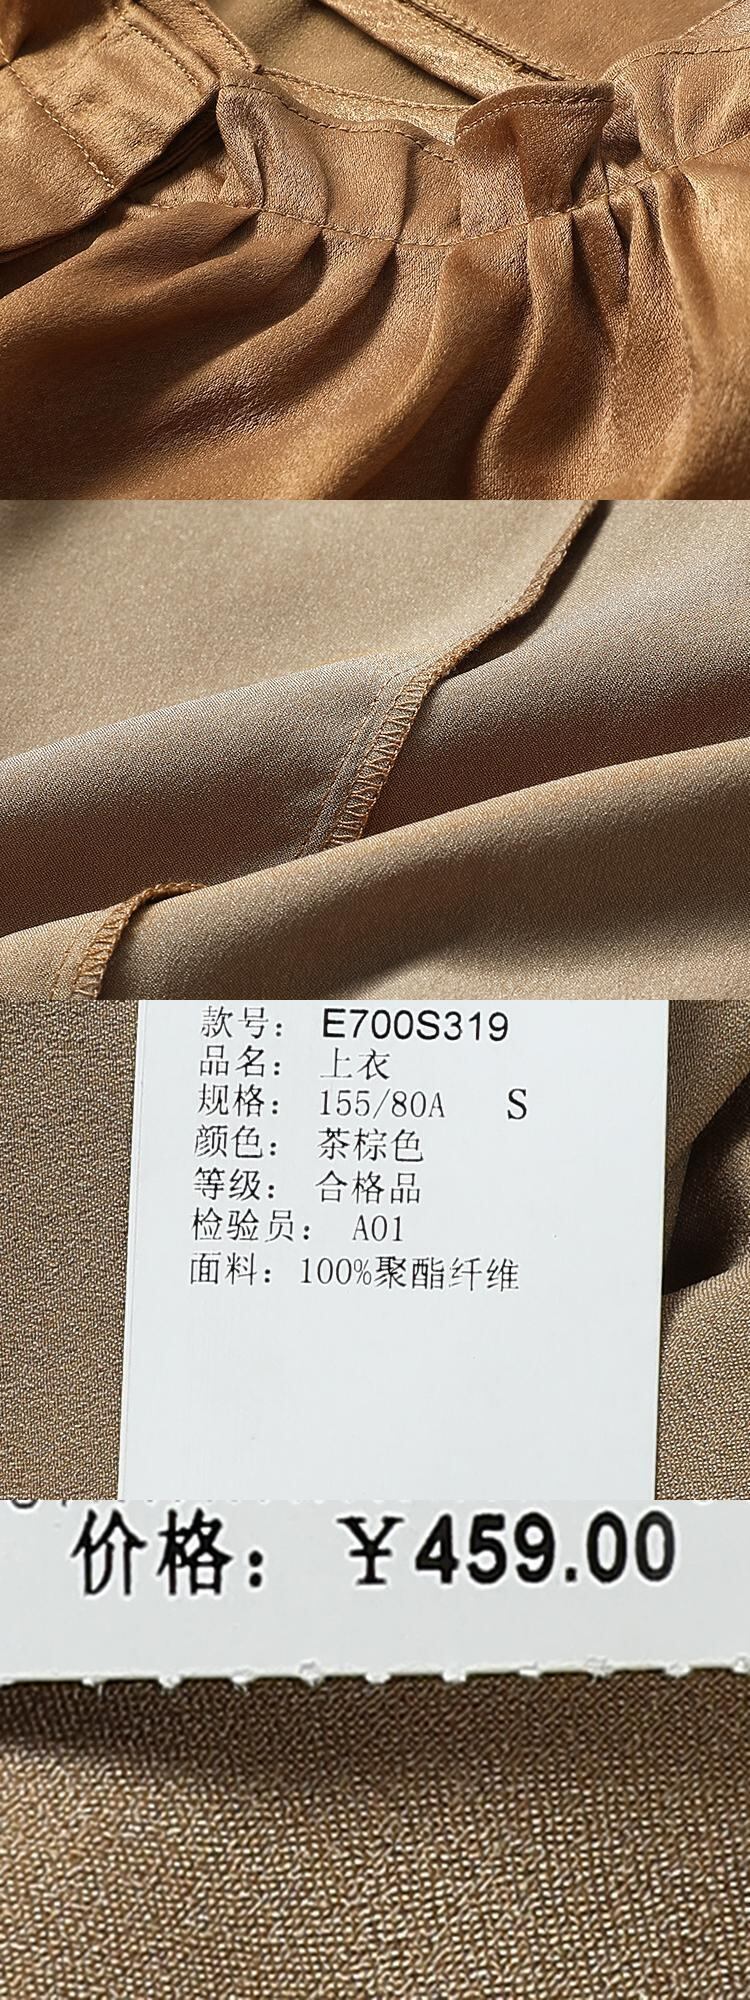 款号： E700S319
品名： 上衣
规格： 155/80A S
颜色： 茶棕色
等级： 合格品
检验员： A01
面料：100%聚酯纤维
价格： ¥459.00